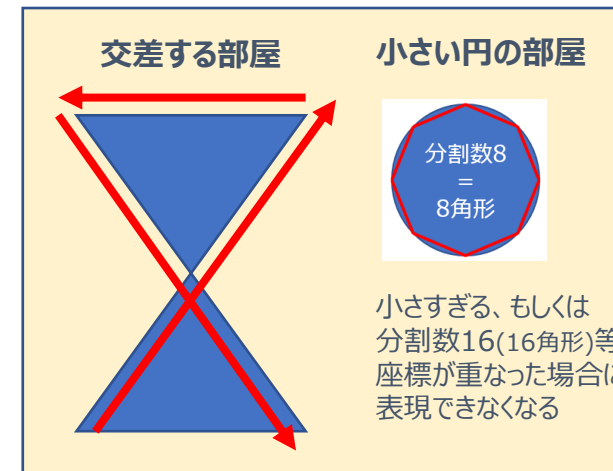 交差する部屋
小さい円の部屋
分割数8
=
8角形
小さすぎる、もしくは
分割数16(16角形)等
座標が重なった場合に
表現できなくなる